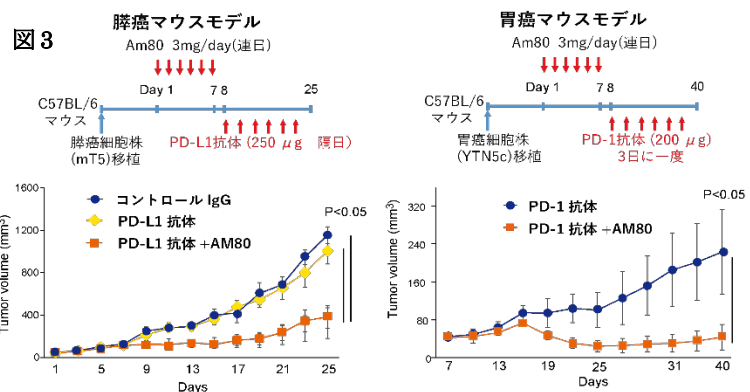 図3
膵癌マウスモデル
Am80 3mg/day(連日)
Day 1 7 8 25
C57BL/6
マウス
膵癌細胞株
(mT5)移植
PD-L1抗体 (250 μg 隔日)
胃癌マウスモデル
Am80 3mg/day(連日)
Day 1 7 8 40
C57BL/6
マウス
胃癌細胞株
(YTN5c)移植
PD-1抗体 (200 μg)
3日に一度
Tumor volume (mm³)
1600
1200
800
400
0
コントロール IgG
PD-L1 抗体
PD-L1 抗体 +AM80
P<0.05
1 5 9 13 17 21 25
Days
Tumor volume (mm³)
320
240
160
80
0
PD-1 抗体
PD-1 抗体 +AM80
P<0.05
7 13 19 25 31 40
Days